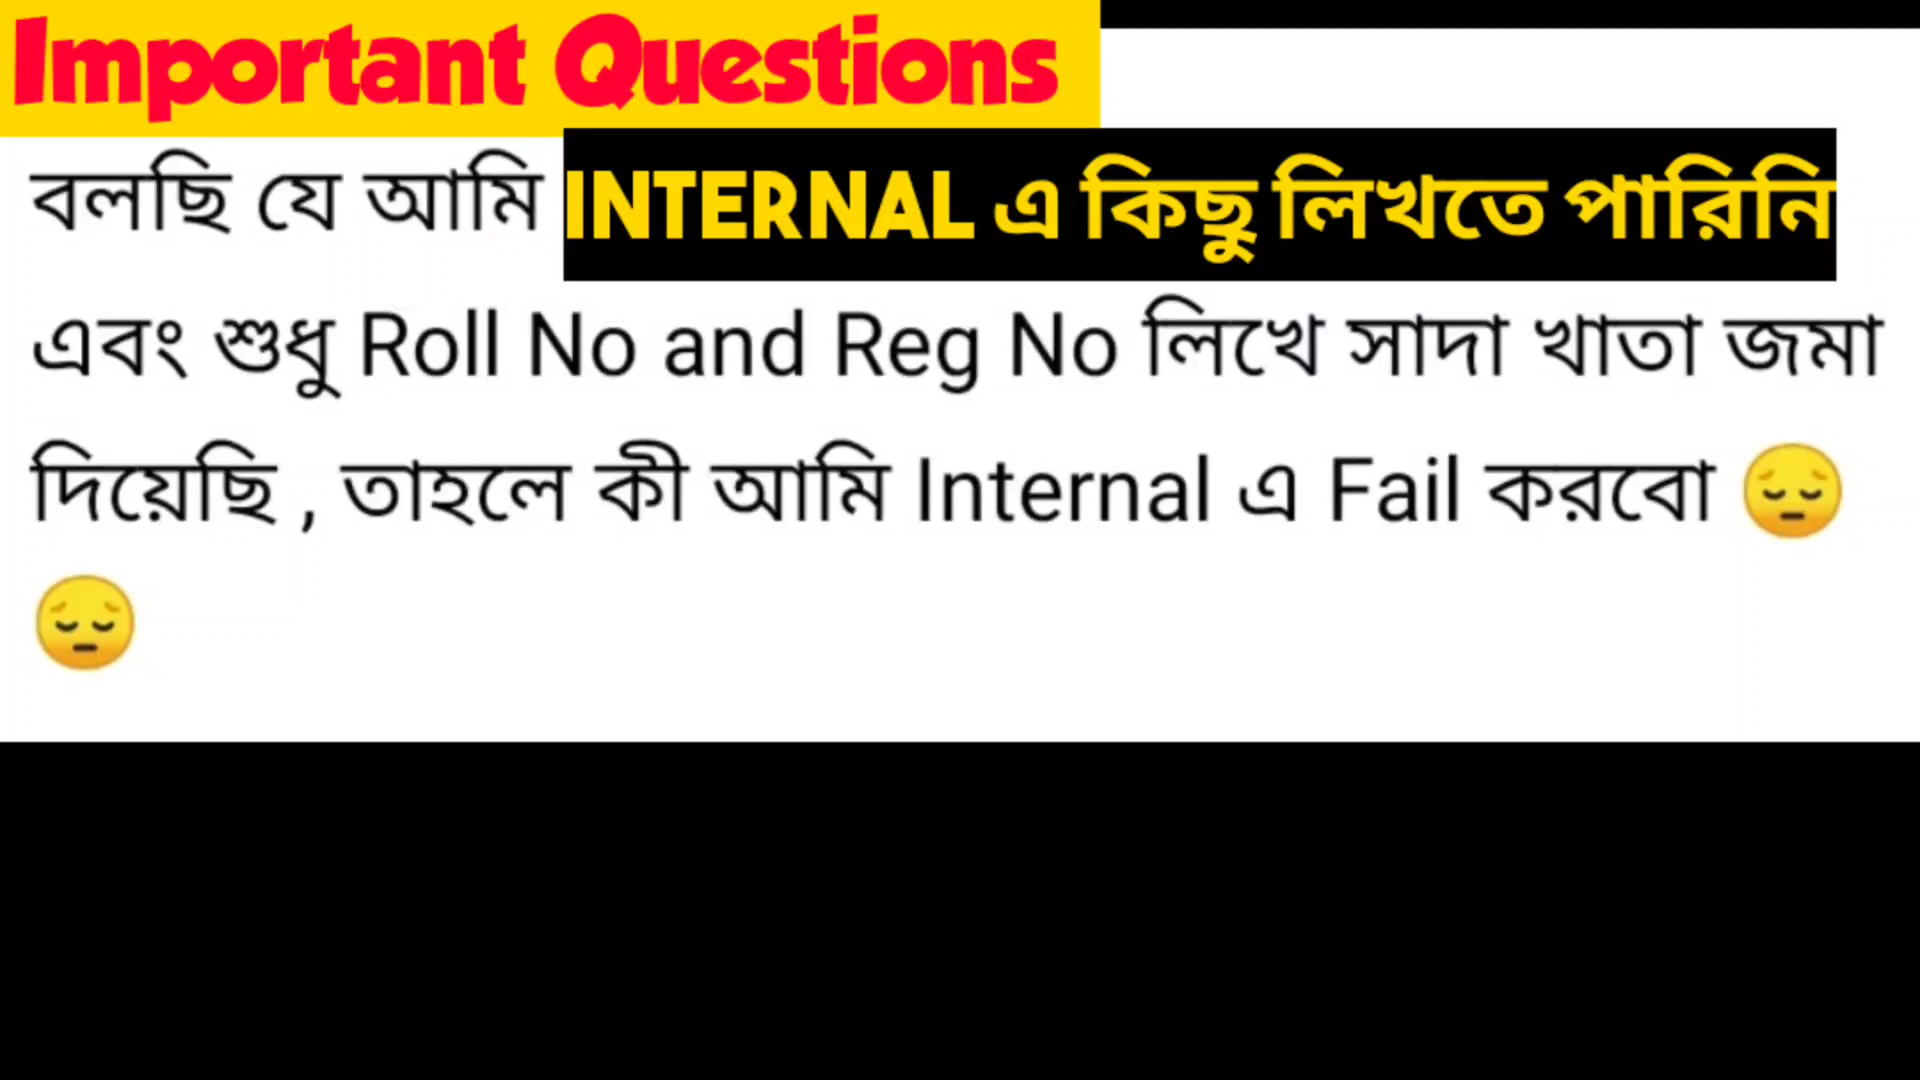 Important Questions
বলছি যে আমি INTERNAL এ কিছু লিখতে পারিনি
এবং শুধু Roll No and Reg No লিখে সাদা খাতা জমা
দিয়েছি , তাহলে কী আমি Internal এ Fail করবো 😔
😔